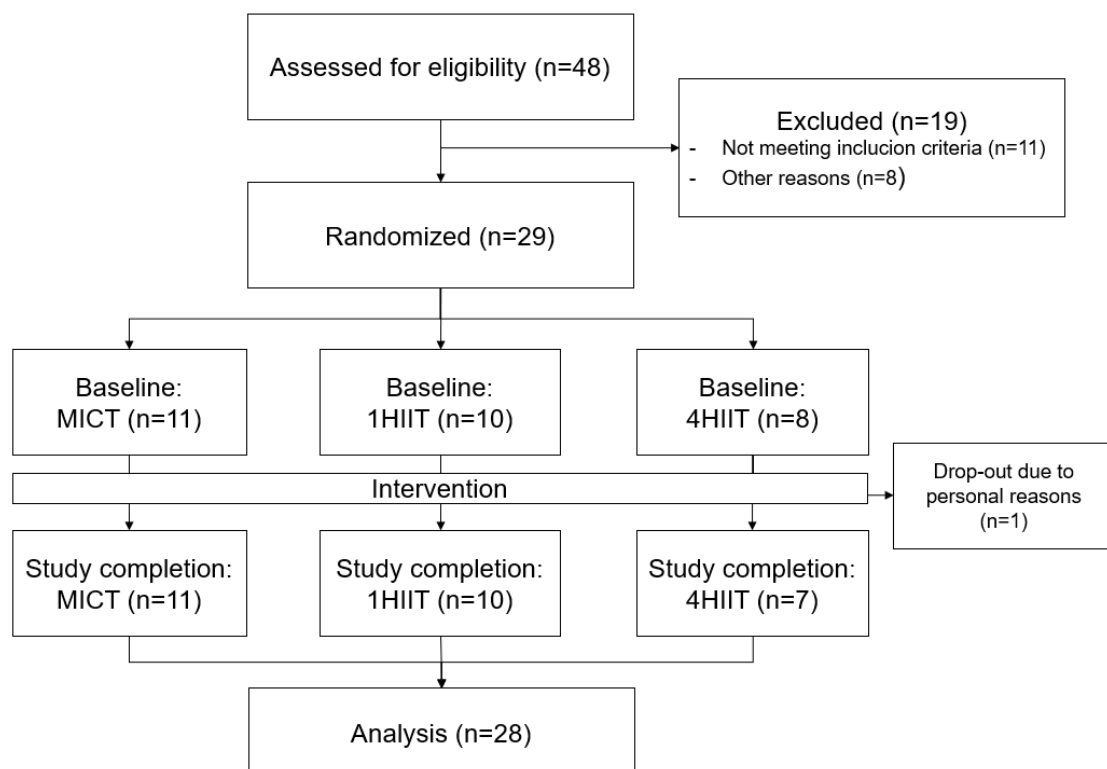 Assessed for eligibility (n=48)
Excluded (n=19)
- Not meeting inclucion criteria (n=11)
- Other reasons (n=8)
Randomized (n=29)
Baseline:
MICT (n=11)
Baseline:
1HIIT (n=10)
Baseline:
4HIIT (n=8)
Intervention
Drop-out due to
personal reasons
(n=1)
Study completion:
MICT (n=11)
Study completion:
1HIIT (n=10)
Study completion:
4HIIT (n=7)
Analysis (n=28)